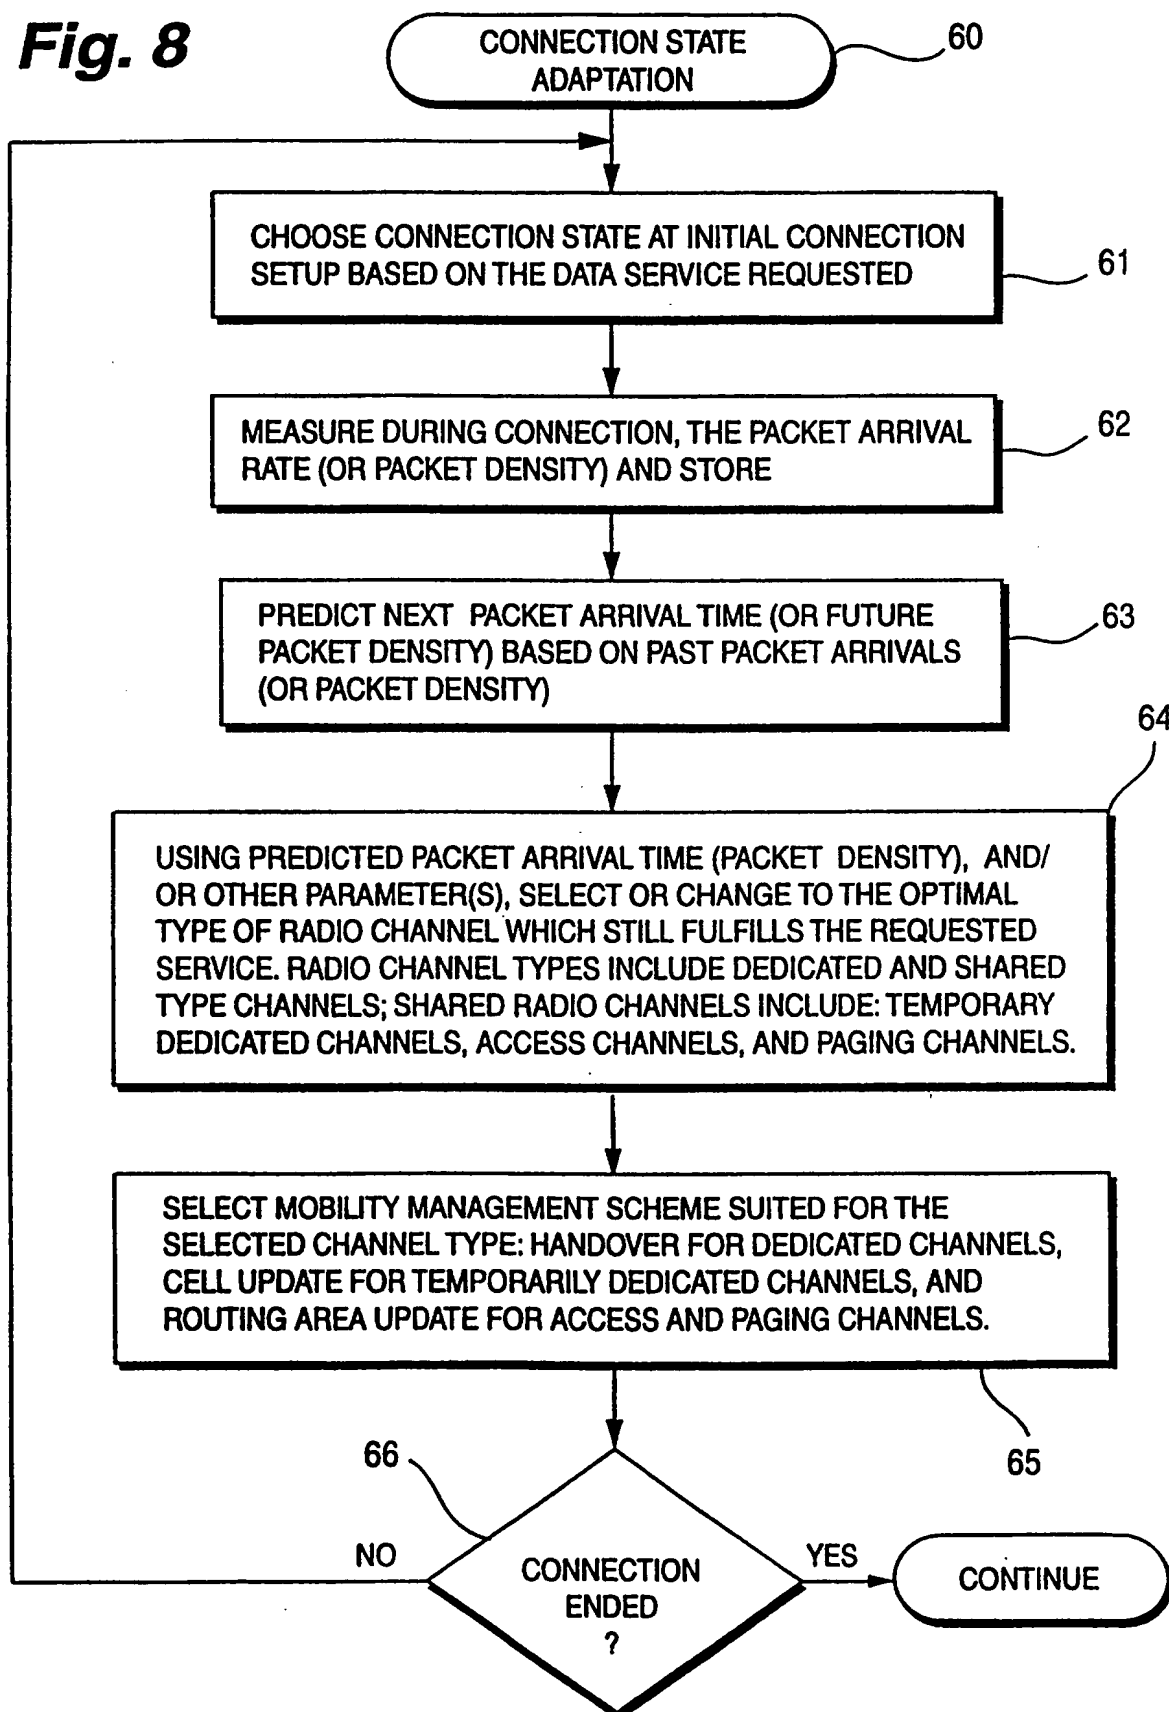 Fig. 8
CONNECTION STATE
ADAPTATION
60
CHOOSE CONNECTION STATE AT INITIAL CONNECTION
SETUP BASED ON THE DATA SERVICE REQUESTED
61
MEASURE DURING CONNECTION, THE PACKET ARRIVAL
RATE (OR PACKET DENSITY) AND STORE
62
PREDICT NEXT PACKET ARRIVAL TIME (OR FUTURE
PACKET DENSITY) BASED ON PAST PACKET ARRIVALS
(OR PACKET DENSITY)
63
64
USING PREDICTED PACKET ARRIVAL TIME (PACKET DENSITY), AND/
OR OTHER PARAMETER(S), SELECT OR CHANGE TO THE OPTIMAL
TYPE OF RADIO CHANNEL WHICH STILL FULFILLS THE REQUESTED
SERVICE. RADIO CHANNEL TYPES INCLUDE DEDICATED AND SHARED
TYPE CHANNELS; SHARED RADIO CHANNELS INCLUDE: TEMPORARY
DEDICATED CHANNELS, ACCESS CHANNELS, AND PAGING CHANNELS.
SELECT MOBILITY MANAGEMENT SCHEME SUITED FOR THE
SELECTED CHANNEL TYPE: HANDOVER FOR DEDICATED CHANNELS,
CELL UPDATE FOR TEMPORARILY DEDICATED CHANNELS, AND
ROUTING AREA UPDATE FOR ACCESS AND PAGING CHANNELS.
65
66
NO
CONNECTION
ENDED
?
YES
CONTINUE